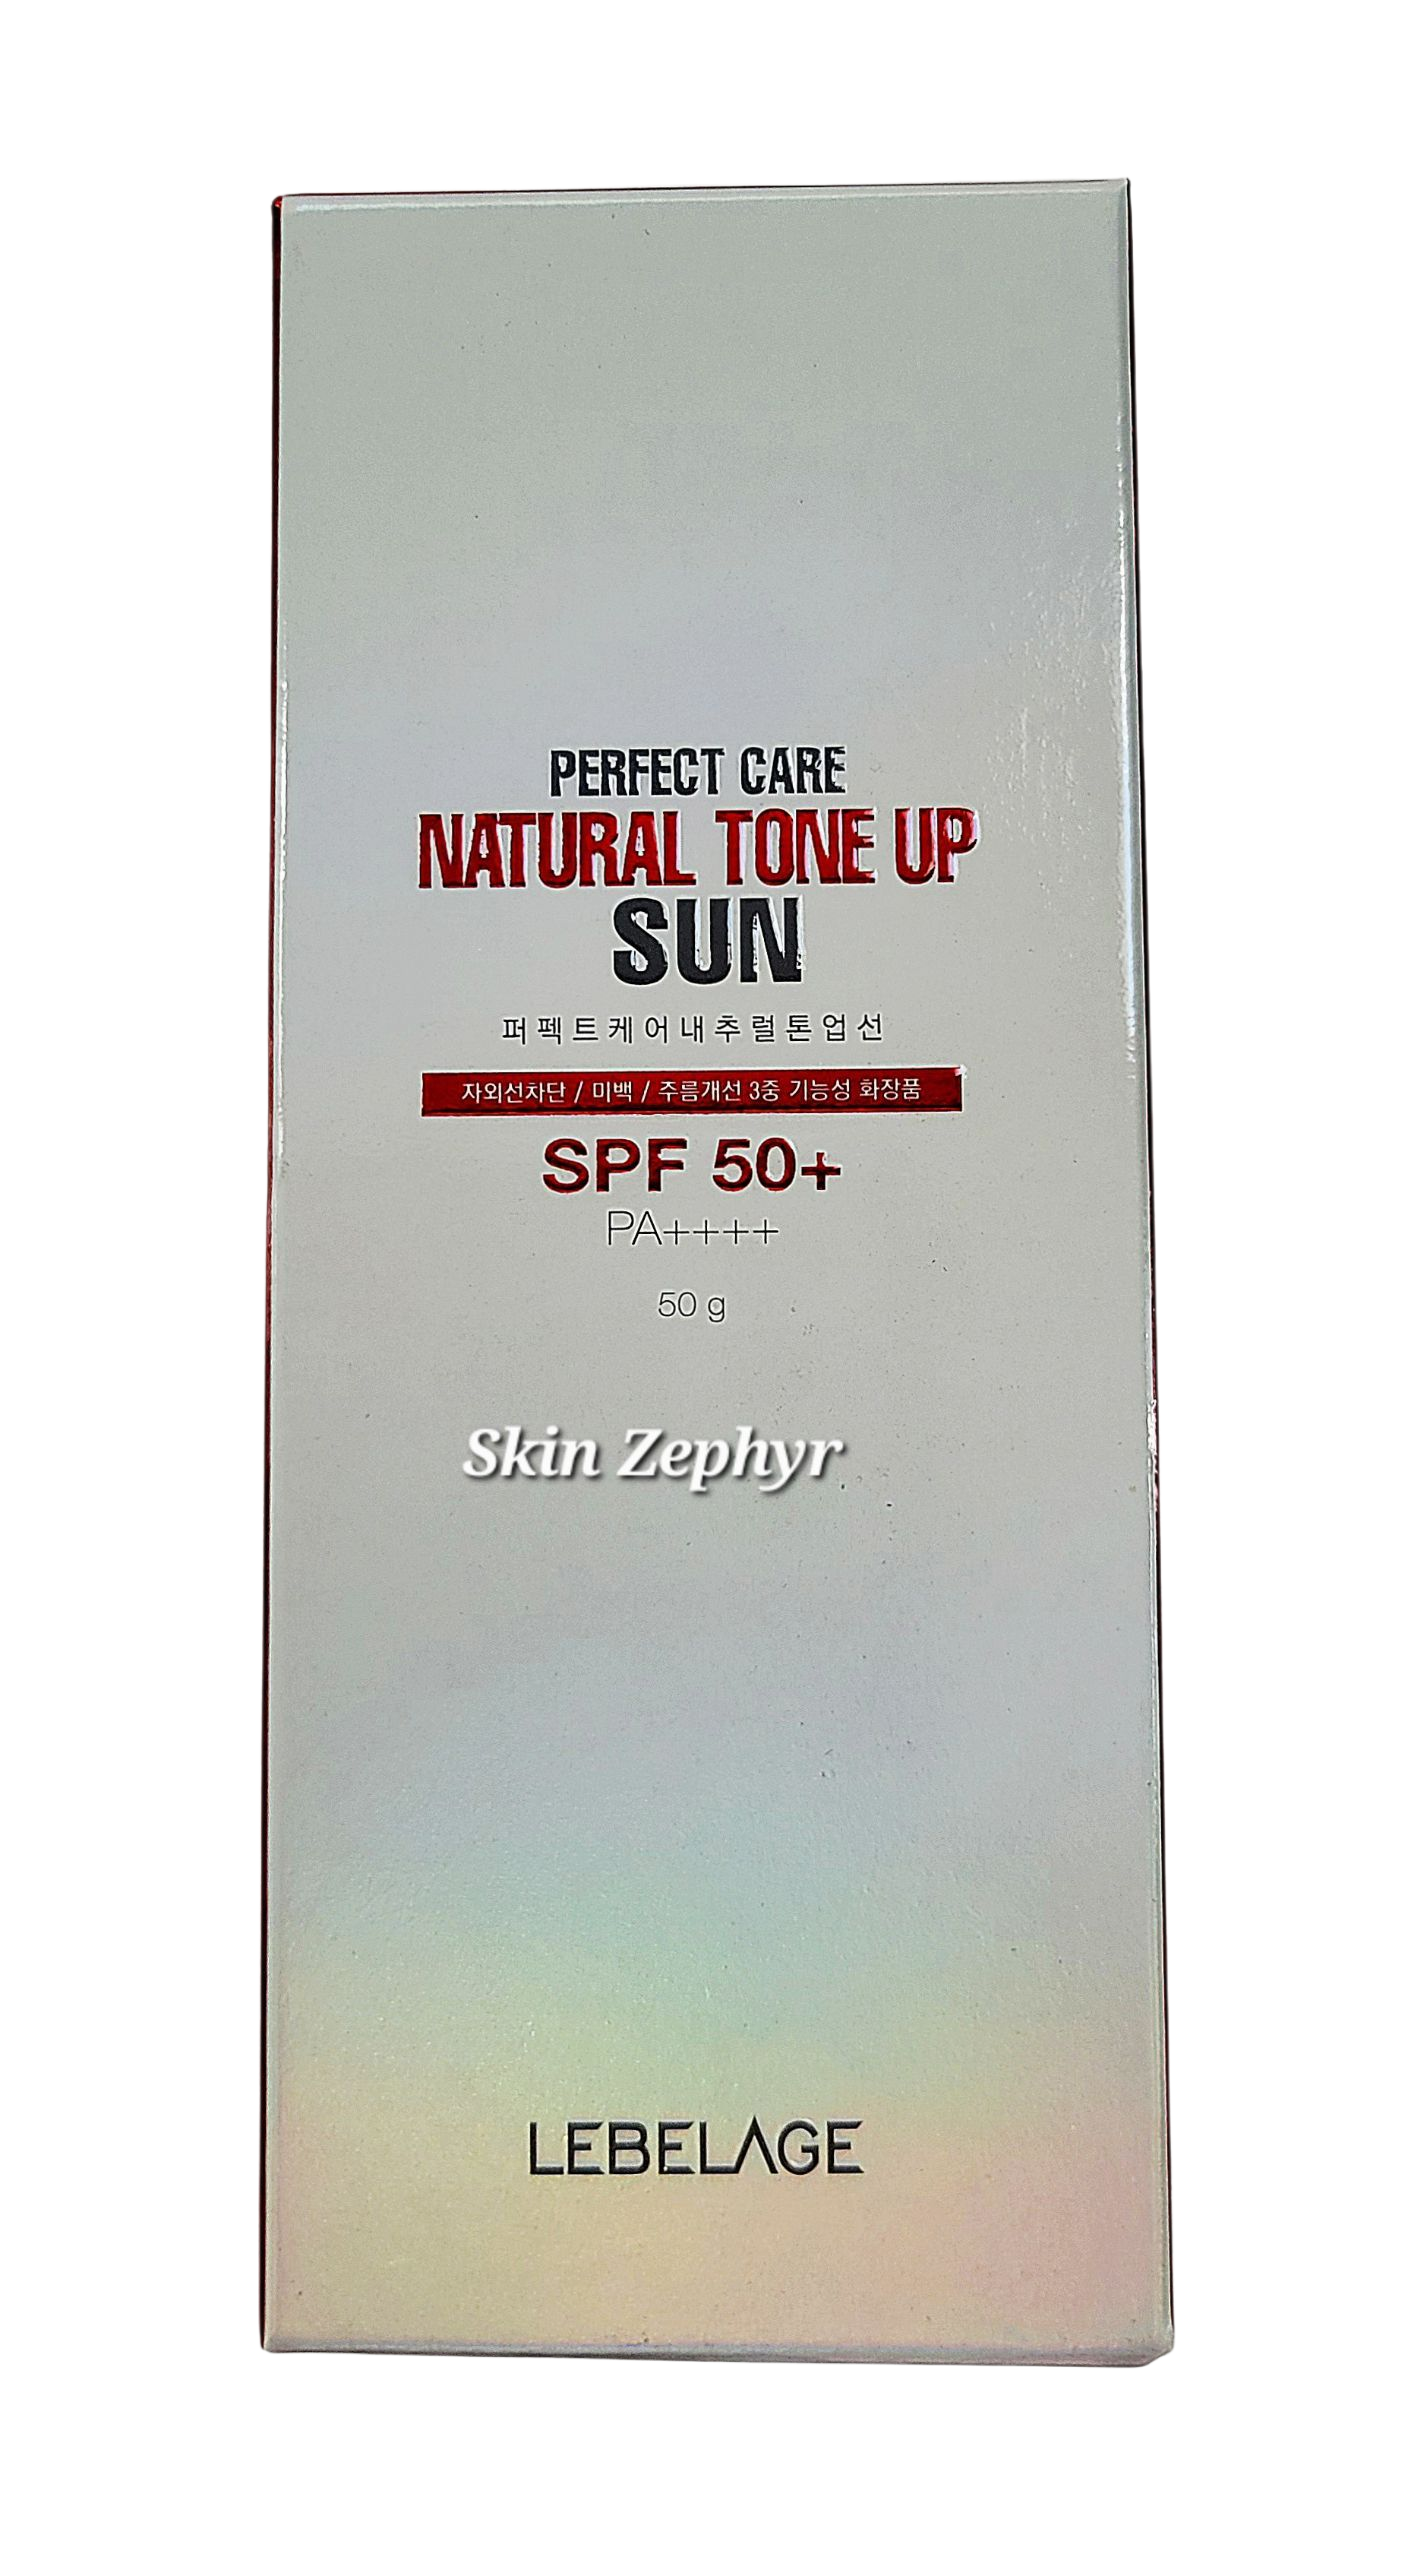 PERFECT CARE
NATURAL TONE UP
SUN
퍼펙트케어내추럴톤업선
자외선차단 / 미백 / 주름개선 3중 기능성 화장품
SPF 50+
PA++++
50 g
Skin Zephyr
LEBELAGE